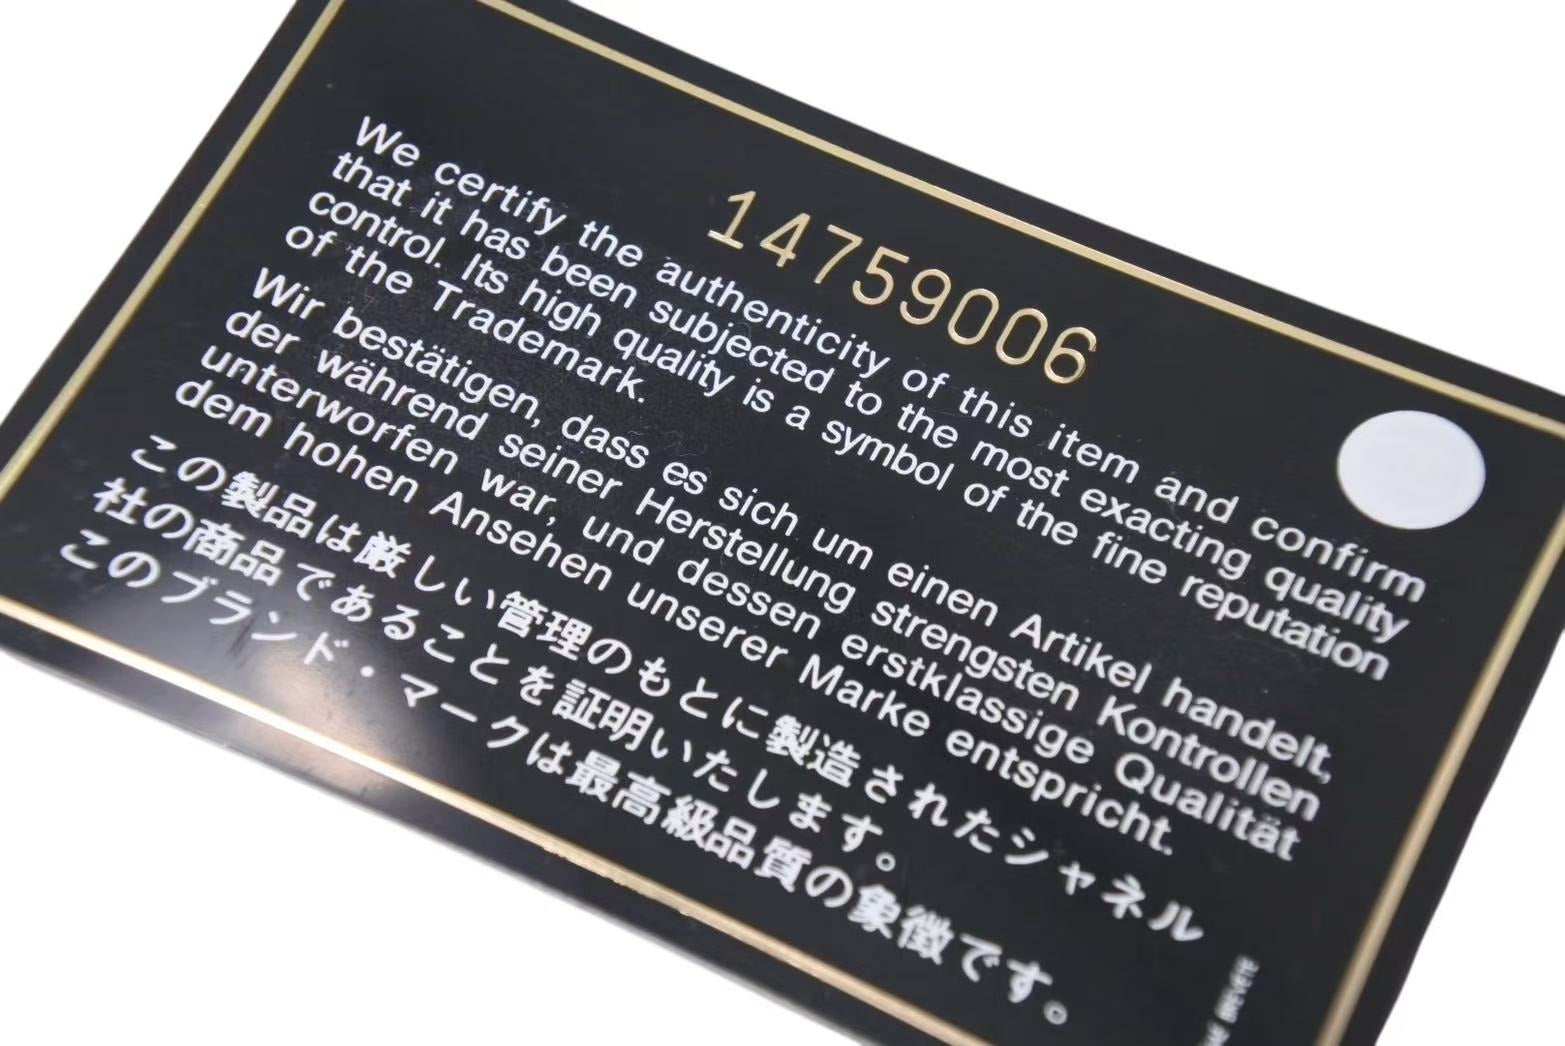 14759006
We certify the authenticity of this item and confirm
that it has been subjected to the most exacting quality
control. Its high quality is a symbol of the fine reputation
of the Trademark.
Wir bestätigen, dass es sich um einen Artikel handelt,
der während seiner Herstellung strengsten Kontrollen
unterworfen war, und dessen erstklassige Qualität
dem hohen Ansehen unserer Marke entspricht.
この製品は厳しい管理のもとに製造されたシャネル
社の商品であることを証明いたします。
このブランド・マークは最高級品質の象徴です。
BREVETÉ